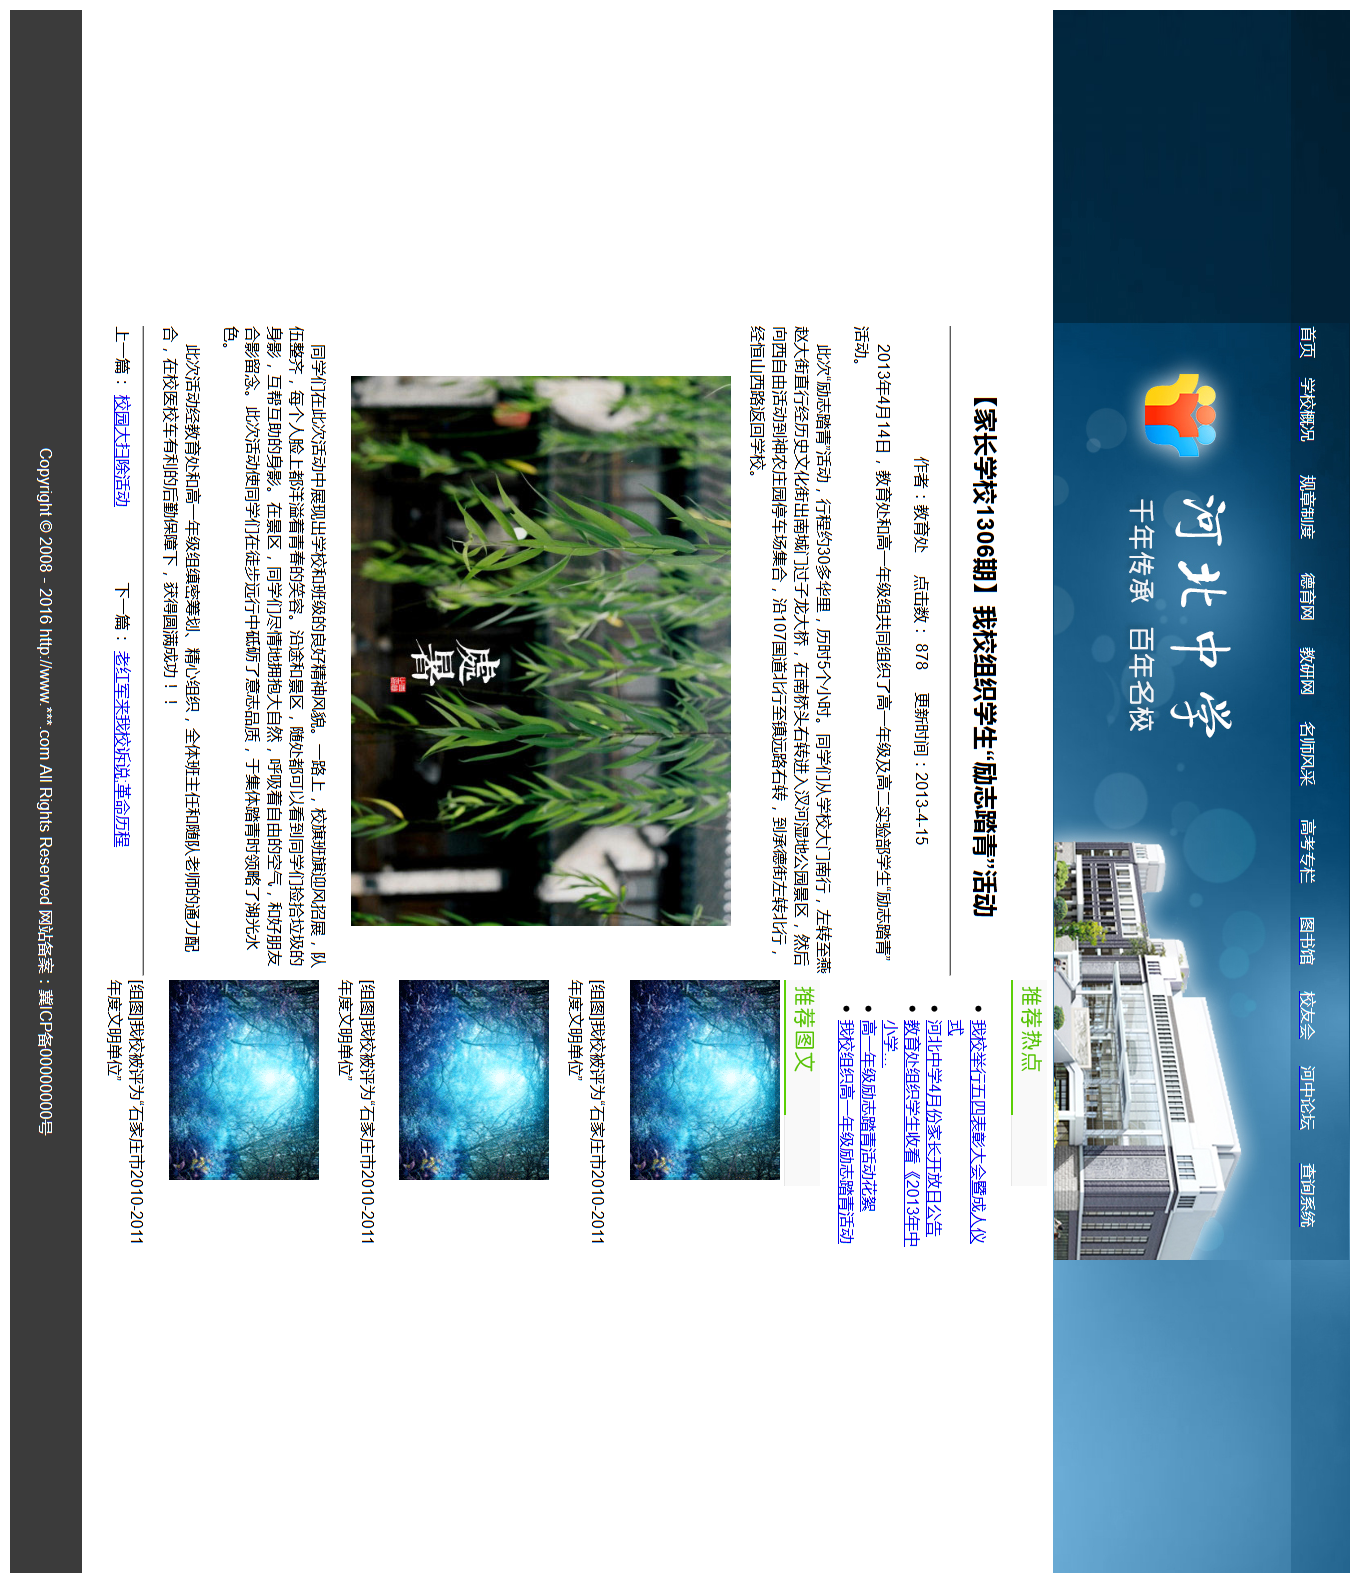 首页 学校概况 规章制度 德育网 教研网 名师风采 高考专栏 图书馆 校友会 河中论坛 查询系统
河北中学
千年传承 百年名校
【家长学校1306期】我校组织学生“励志踏青”活动
作者：教育处 点击数： 878 更新时间：2013-4-15
2013年4月14日，教育处和高一年级组共同组织了高一年级及高二实验部学生“励志踏青”
活动。
此次“励志踏青”活动，行程约30多华里，历时5个小时。同学们从学校大门南行，左转至燕
赵大街直行经历史文化街出南城门过子龙大桥，在南桥头右转进入汊河湿地公园景区，然后
向西自由活动到神农庄园停车场集合，沿107国道北行至镇远路右转，到承德街左转北行，
经恒山西路返回学校。
同学们在此次活动中展现出学校和班级的良好精神风貌。一路上，校旗班旗迎风招展，队
伍整齐，每个人脸上都洋溢着青春的笑容。沿途和景区，随处都可以看到同学们捡拾垃圾的
身影，互帮互助的身影。在景区，同学们尽情地拥抱大自然，呼吸着自由的空气，和好朋友
合影留念。此次活动使同学们在徒步远行中砥砺了意志品质，于集体踏青时领略了湖光水
色。
此次活动经教育处和高一年级组缜密筹划、精心组织，全体班主任和随队老师的通力配
合，在校医校车有利的后勤保障下，获得圆满成功！！
上一篇： 校园大扫除活动 下一篇： 老红军来我校诉说:革命历程
推荐热点
我校举行五四表彰大会暨成人仪
式
河北中学4月份家长开放日公告
教育处组织学生收看《2013年中
小学…
高一年级励志踏青活动花絮
我校组织高一年级励志踏青活动
推荐图文
[组图]我校被评为“石家庄市2010-2011
年度文明单位”
[组图]我校被评为“石家庄市2010-2011
年度文明单位”
[组图]我校被评为“石家庄市2010-2011
年度文明单位”
Copyright © 2008 - 2016 http://www.***.com All Rights Reserved 网站备案：冀ICP备00000000号